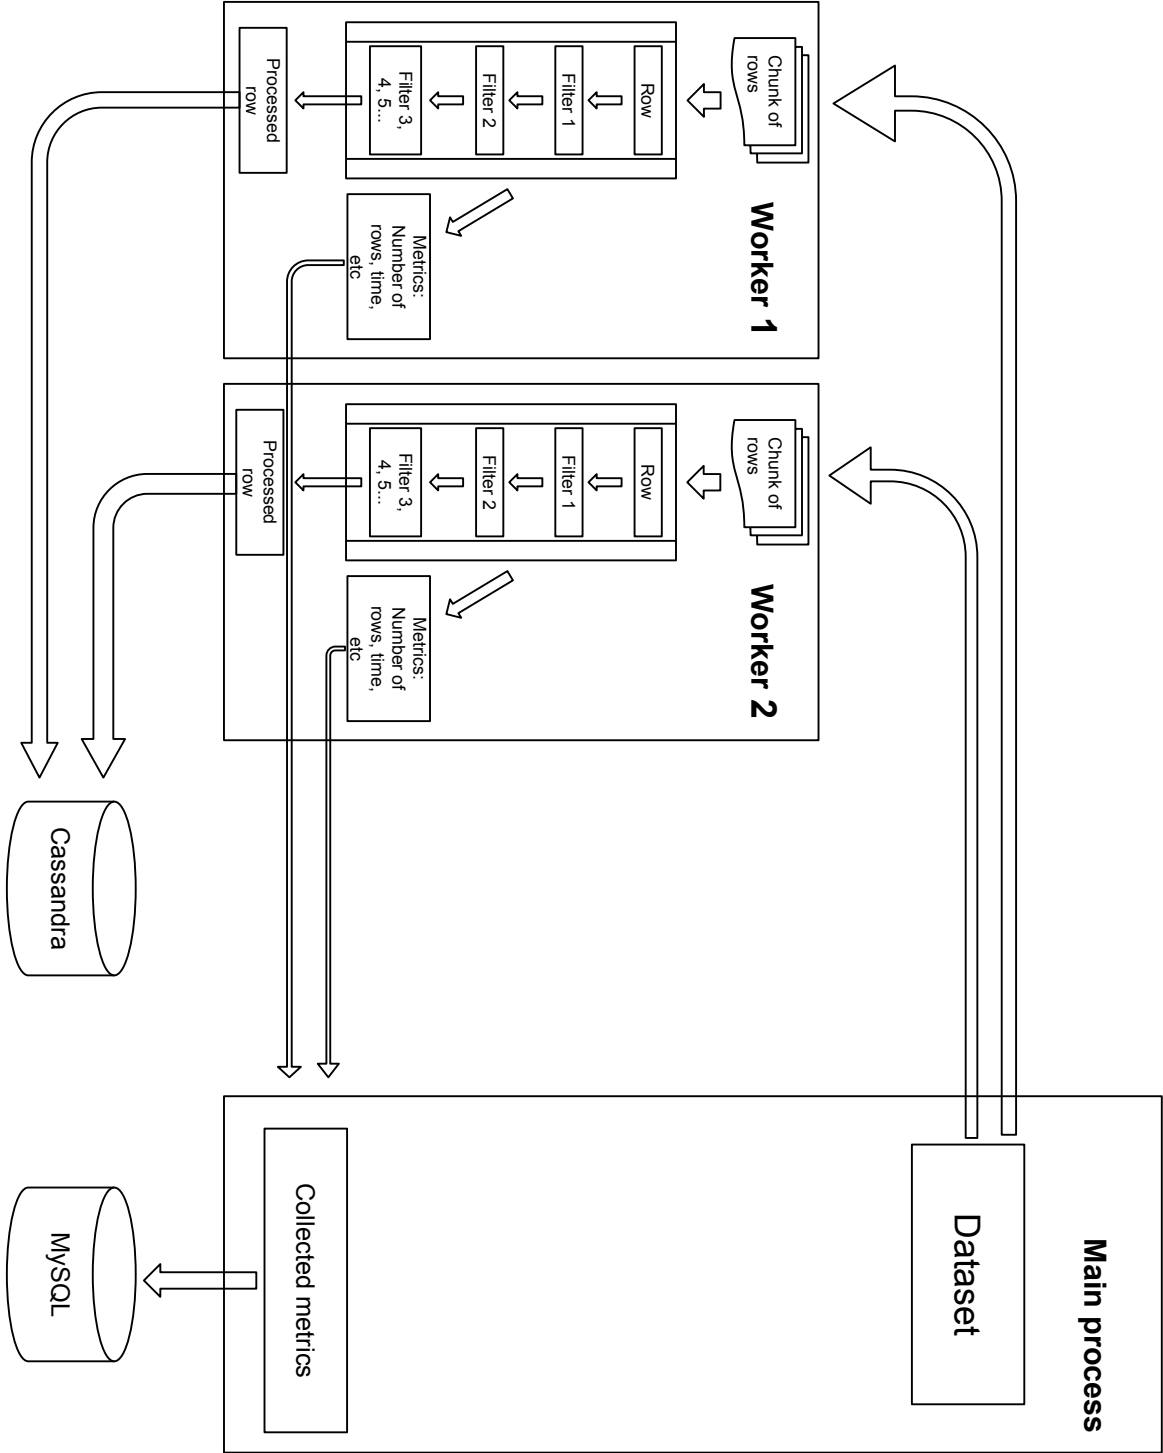 Worker 1
Chunk of
rows
Row
Filter 1
Filter 2
Filter 3,
4, 5...
Metrics:
Number of
rows, time,
etc
Processed
row
Worker 2
Chunk of
rows
Row
Filter 1
Filter 2
Filter 3,
4, 5...
Metrics:
Number of
rows, time,
etc
Processed
row
Main process
Dataset
Collected metrics
Cassandra
MySQL